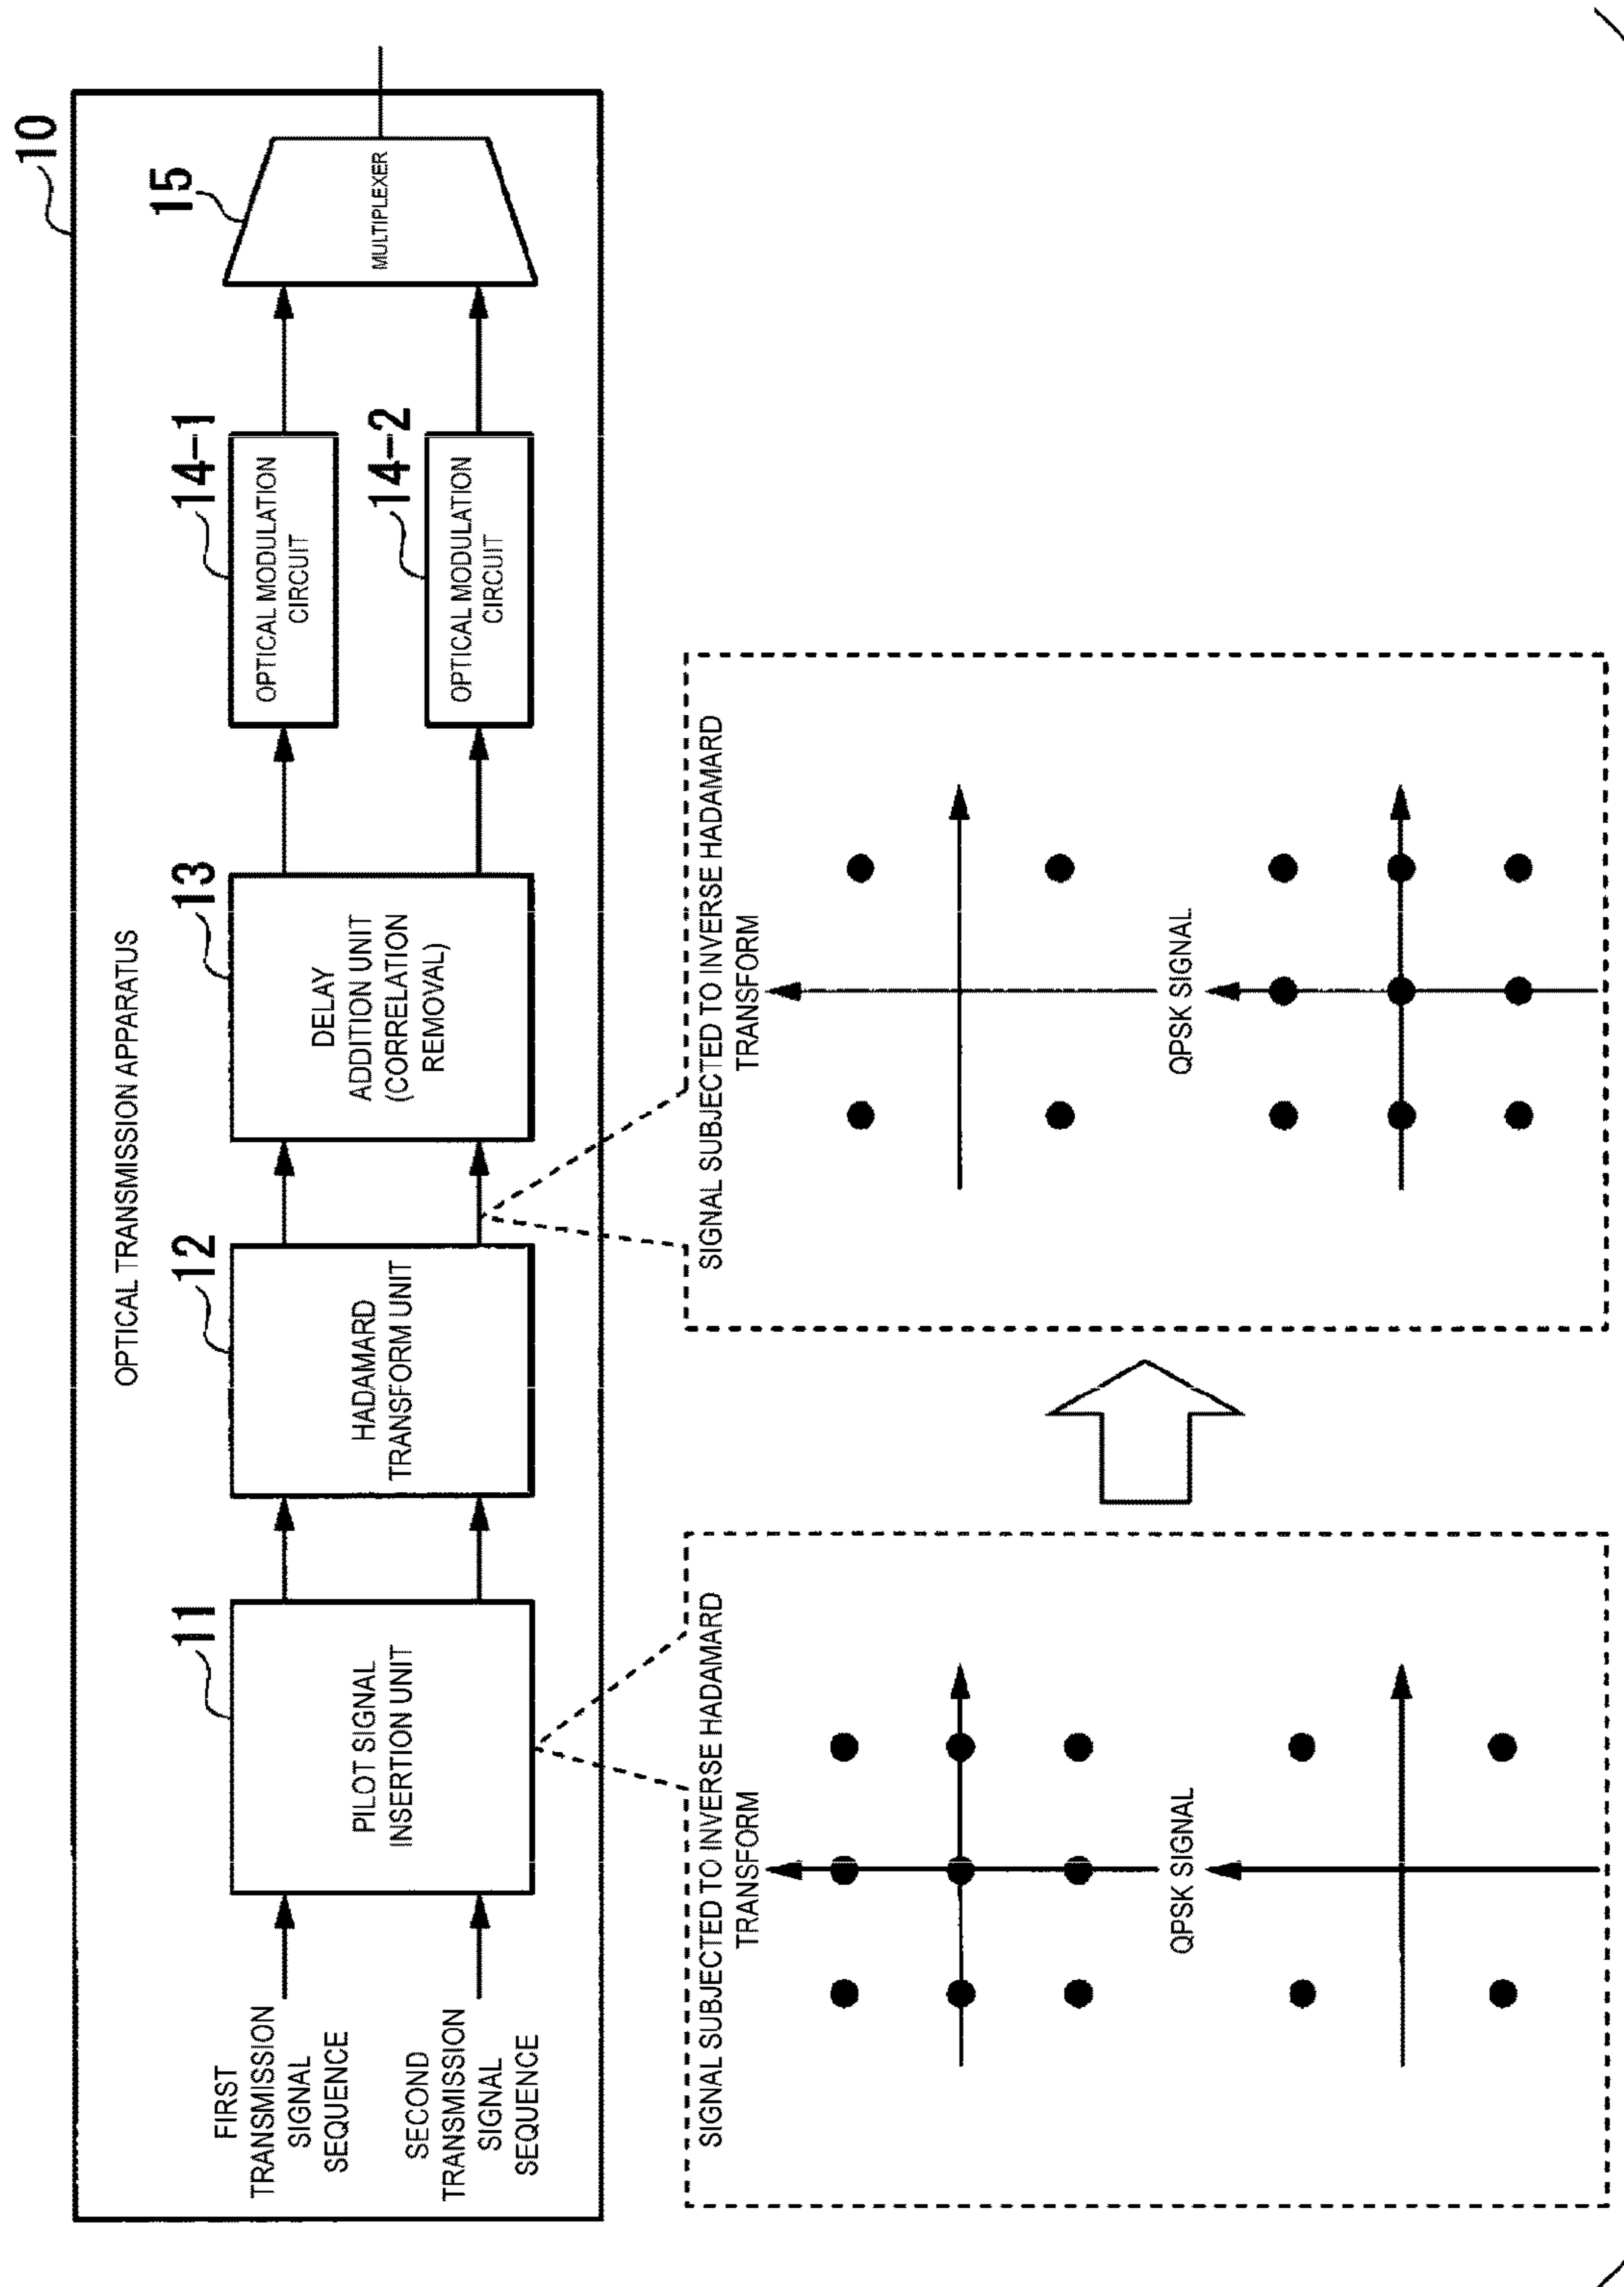 OPTICAL TRANSMISSION APPARATUS
10
FIRST
TRANSMISSION
SIGNAL
SEQUENCE
SECOND
TRANSMISSION
SIGNAL
SEQUENCE
11
PILOT SIGNAL
INSERTION UNIT
12
HADAMARD
TRANSFORM UNIT
13
DELAY
ADDITION UNIT
(CORRELATION
REMOVAL)
14-1
OPTICAL MODULATION
CIRCUIT
14-2
OPTICAL MODULATION
CIRCUIT
15
MULTIPLEXER
SIGNAL SUBJECTED TO INVERSE HADAMARD
TRANSFORM
QPSK SIGNAL
SIGNAL SUBJECTED TO INVERSE HADAMARD
TRANSFORM
QPSK SIGNAL